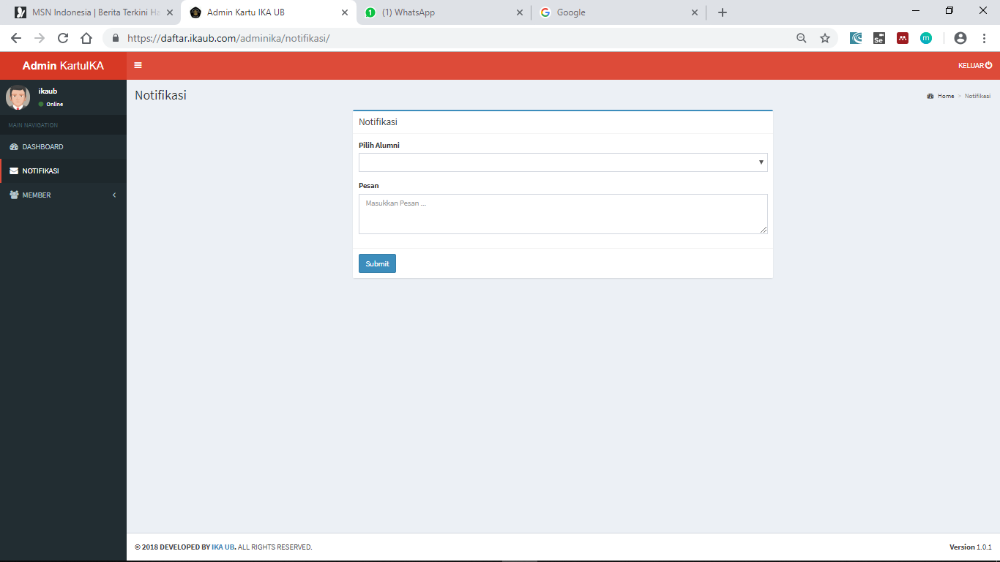 MSN Indonesia | Berita Terkini Ha
Admin Kartu IKA UB
(1) WhatsApp
Google
https://daftar.ikaub.com/adminika/notifikasi/
Se
m
Admin KartuIKA
KELUAR
ikaub
Online
Notifikasi
Home > Notifikasi
MAIN NAVIGATION
DASHBOARD
NOTIFIKASI
MEMBER
Notifikasi
Pilih Alumni
Pesan
Masukkan Pesan ...
Submit
© 2018 DEVELOPED BY IKA UB. ALL RIGHTS RESERVED.
Version 1.0.1